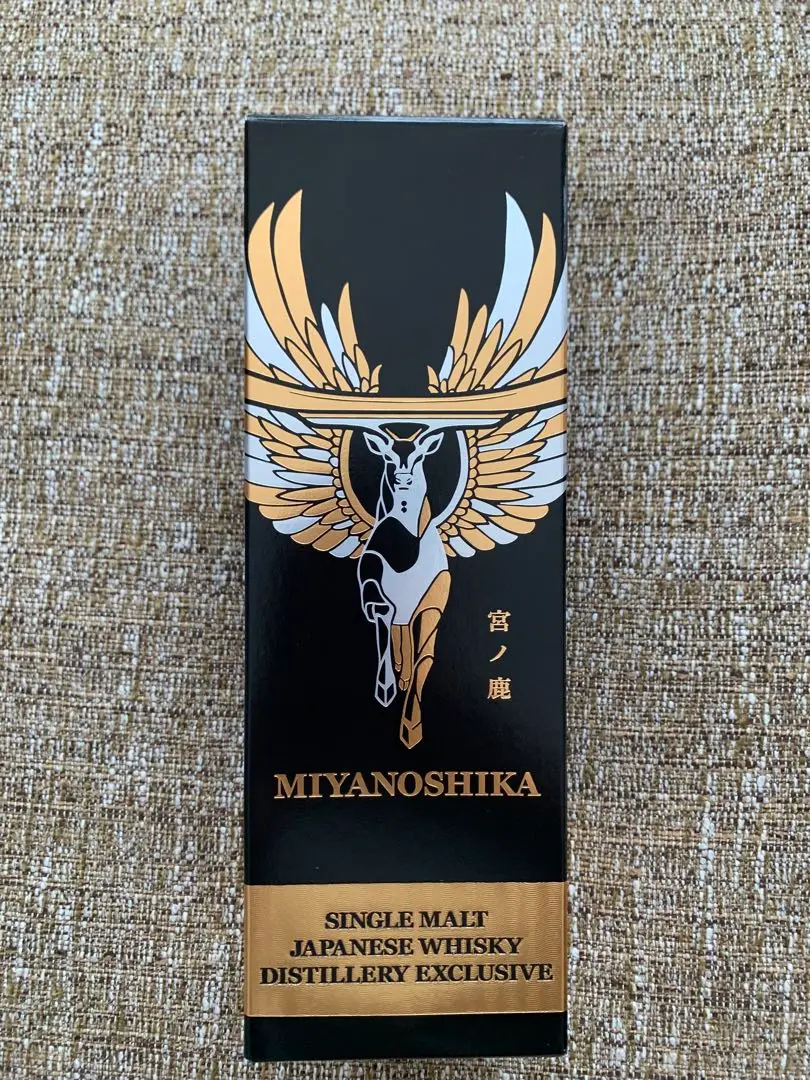 宮ノ鹿
MIYANOSHIKA
SINGLE MALT
JAPANESE WHISKY
DISTILLERY EXCLUSIVE